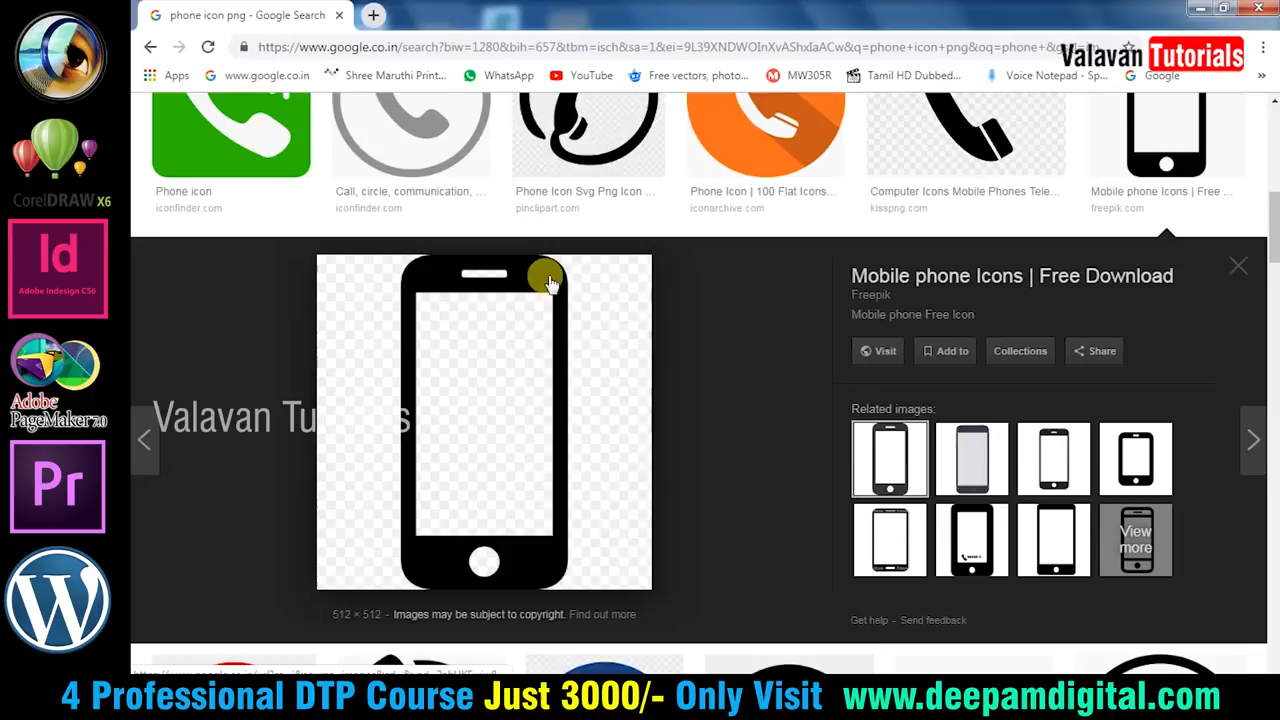 phone icon png - Google Search
https://www.google.co.in/search?biw=1280&bih=657&tbm=isch&sa=1&ei=9L39XNDWOInXvAShxIaACw&q=phone+icon+png&oq=phone+
Valavan Tutorials
Apps
www.google.co.in
Shree Maruthi Print...
WhatsApp
YouTube
Free vectors, photo...
MW305R
Tamil HD Dubbed...
Voice Notepad - Sp...
Google
»
Phone icon
iconfinder.com
Call, circle, communication, ...
iconfinder.com
Phone Icon Svg Png Icon ...
pinclipart.com
Phone Icon | 100 Flat Icons...
iconarchive.com
Computer Icons Mobile Phones Tele...
kisspng.com
Mobile phone Icons | Free ...
freepik.com
CorelDRAW X6
Id
Adobe Indesign CS6
Adobe
PageMaker 7.0
Pr
W
Valavan Tu s
Mobile phone Icons | Free Download
Freepik
Mobile phone Free Icon
Visit
Add to
Collections
Share
Related images:
View
more
512 × 512 - Images may be subject to copyright. Find out more
Get help - Send feedback
4 Professional DTP Course Just 3000/- Only Visit www.deepamdigital.com